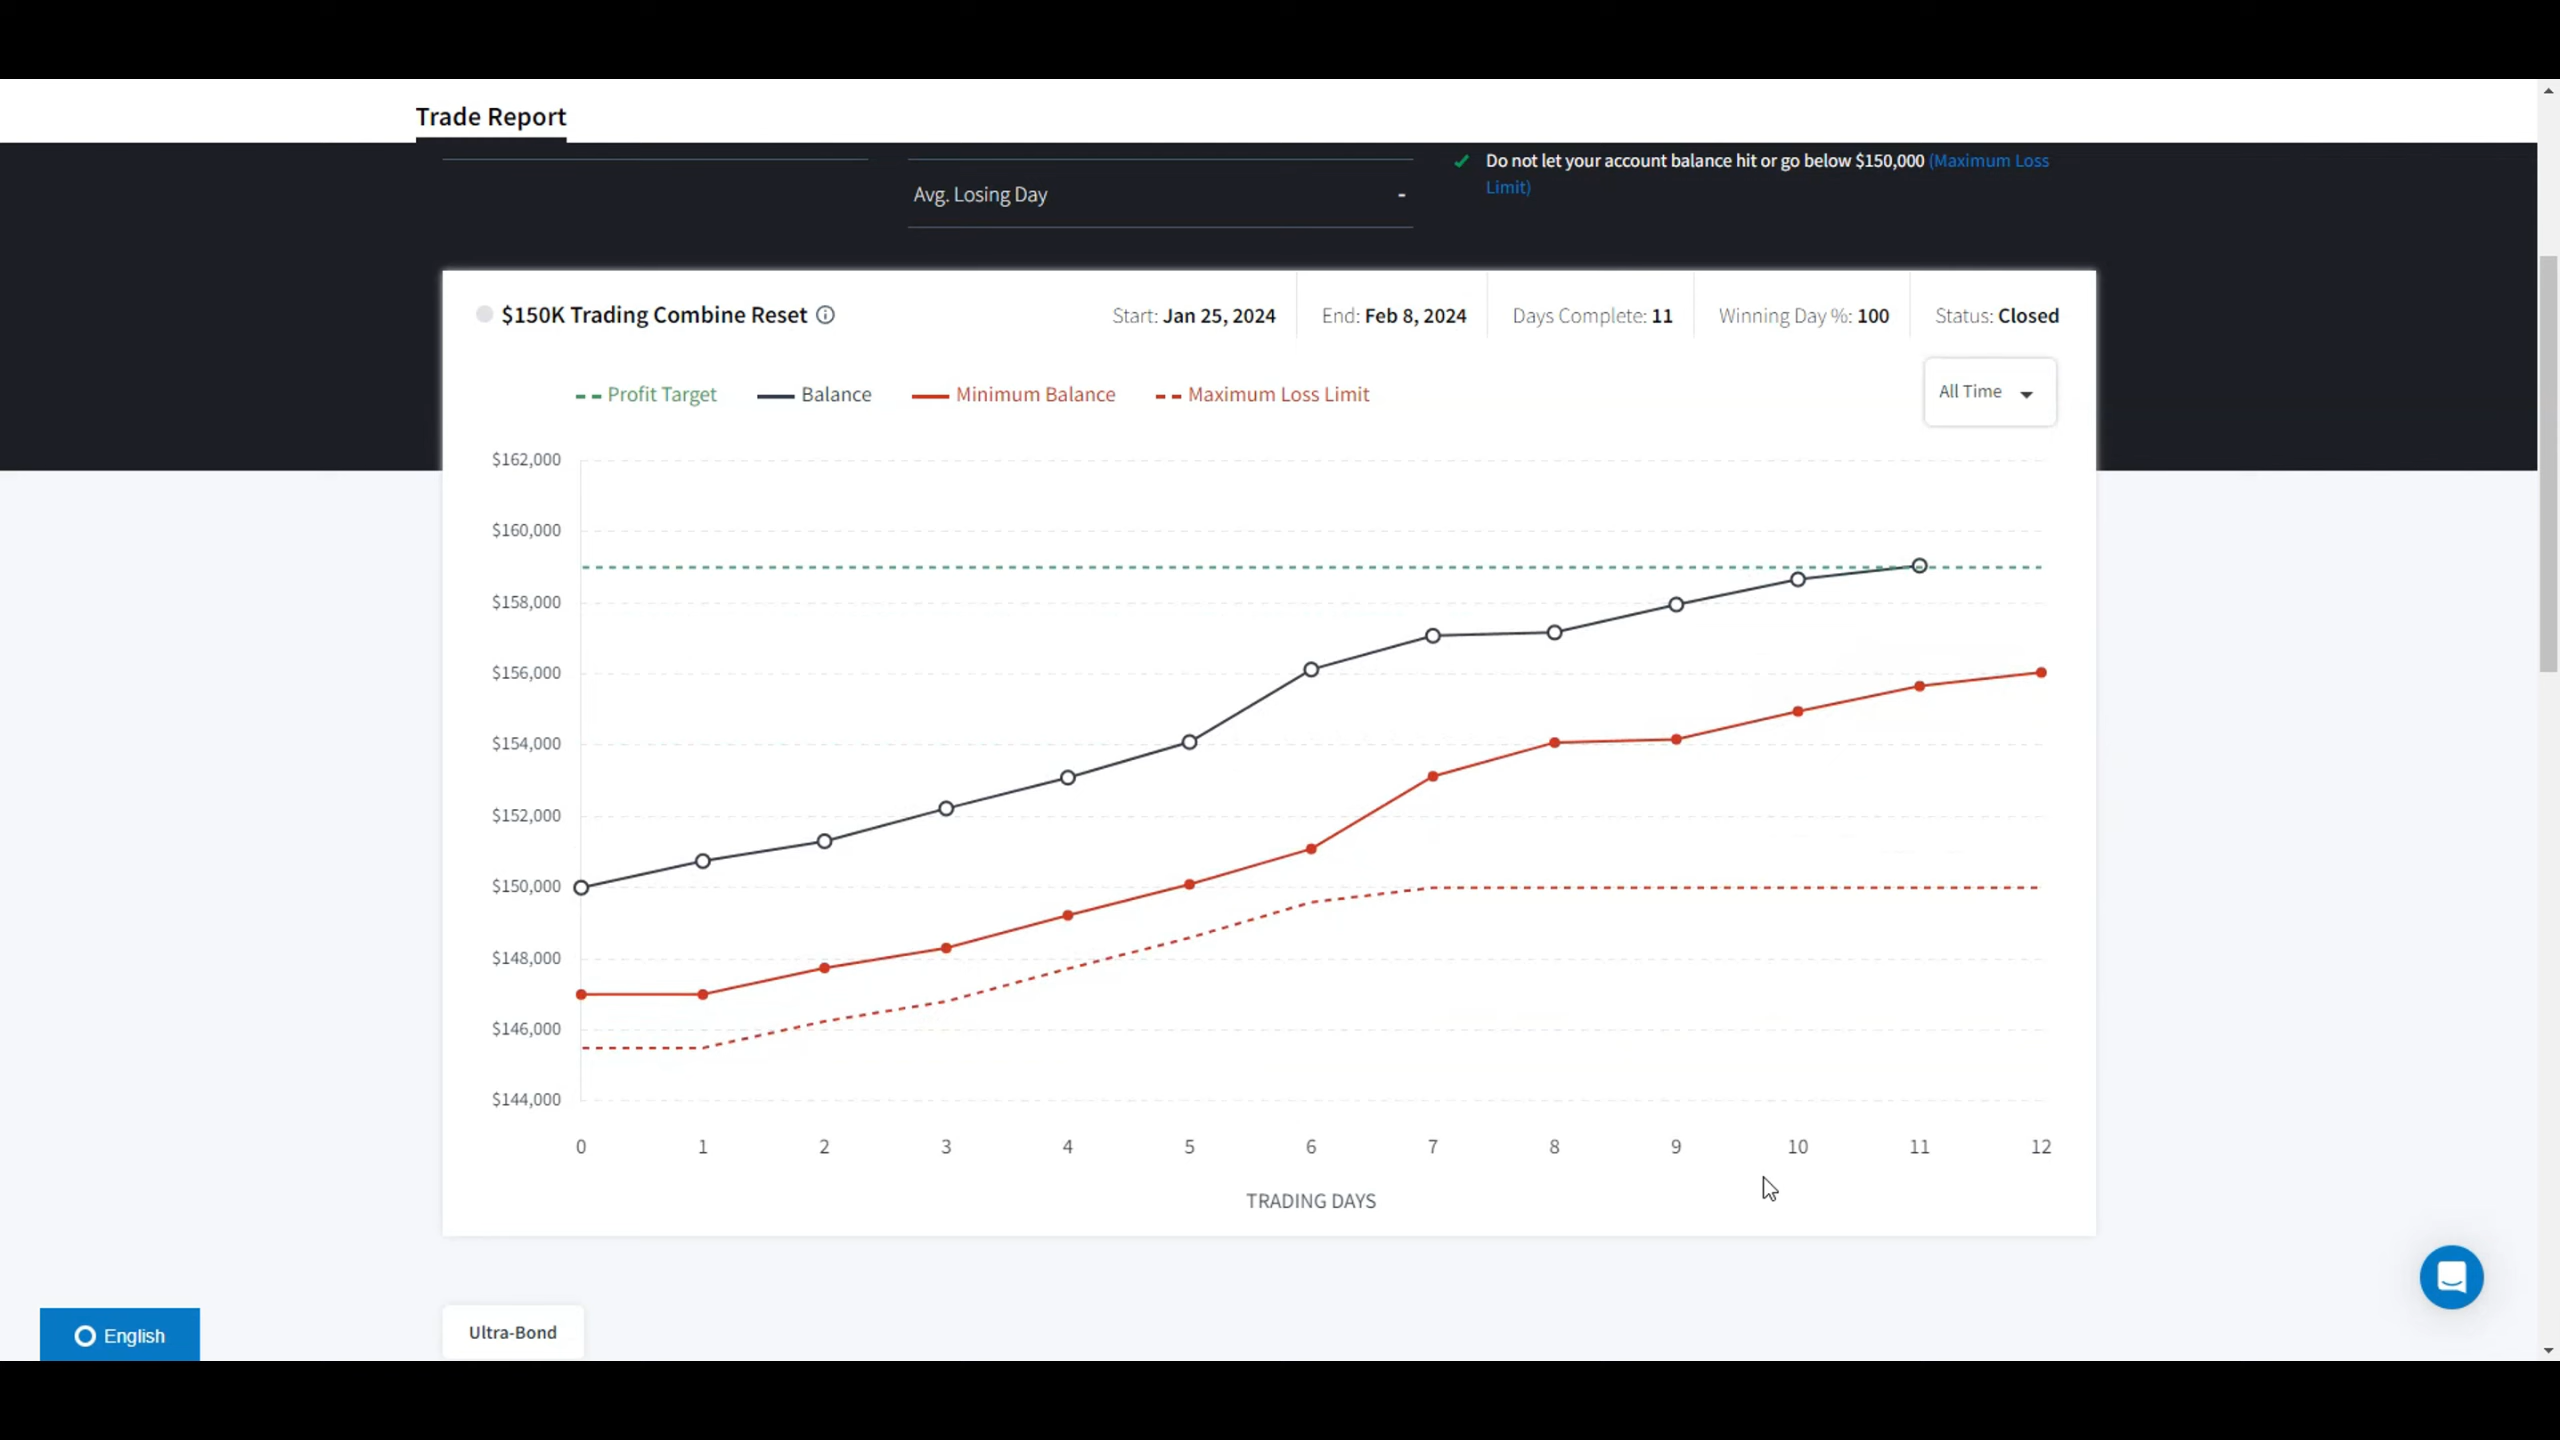 Trade Report
Do not let your account balance hit or go below $150,000 (Maximum Loss
Limit)
Avg. Losing Day -
$150K Trading Combine Reset
Start: Jan 25, 2024
End: Feb 8, 2024
Days Complete: 11
Winning Day %: 100
Status: Closed
Profit Target
Balance
Minimum Balance
Maximum Loss Limit
All Time
$162,000
$160,000
$158,000
$156,000
$154,000
$152,000
$150,000
$148,000
$146,000
$144,000
0 1 2 3 4 5 6 7 8 9 10 11 12
TRADING DAYS
English
Ultra-Bond